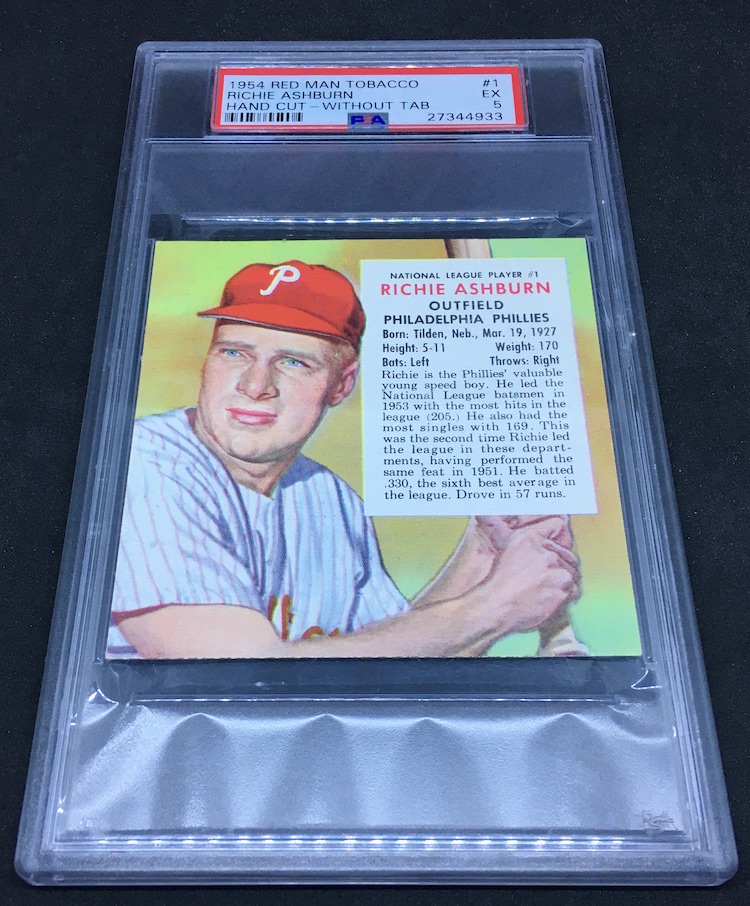 1954 RED MAN TOBACCO #1
RICHIE ASHBURN EX
HAND CUT - WITHOUT TAB 5
27344933
P
NATIONAL LEAGUE PLAYER #1
RICHIE ASHBURN
OUTFIELD
PHILADELPHIA PHILLIES
Born: Tilden, Neb., Mar. 19, 1927
Height: 5-11 Weight: 170
Bats: Left Throws: Right
Richie is the Phillies' valuable
young speed boy. He led the
National League batsmen in
1953 with the most hits in the
league (205.) He also had the
most singles with 169. This
was the second time Richie led
the league in these depart-
ments, having performed the
same feat in 1951. He batted
.330, the sixth best average in
the league. Drove in 57 runs.